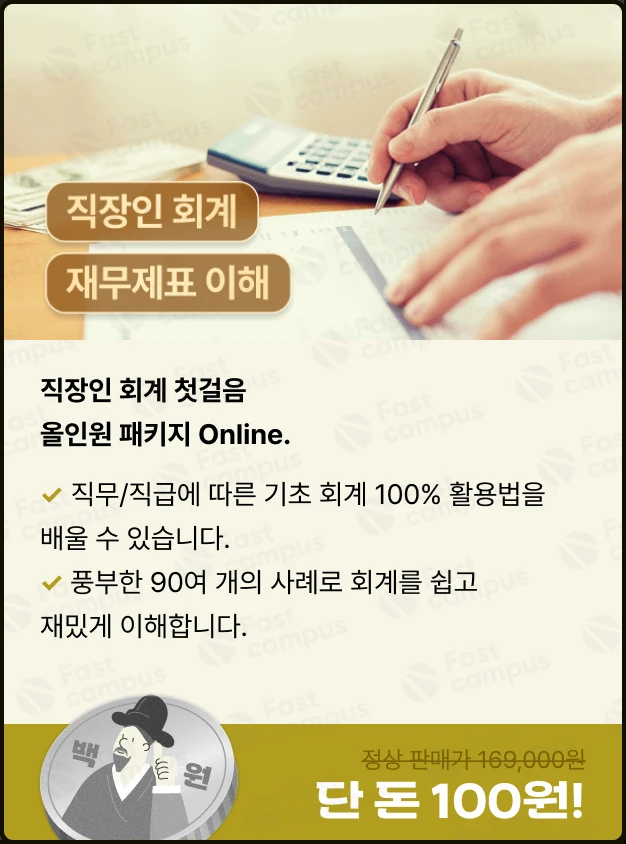 직장인 회계
재무제표 이해
직장인 회계 첫걸음
올인원 패키지 Online.
✓ 직무/직급에 따른 기초 회계 100% 활용법을
배울 수 있습니다.
✓ 풍부한 90여 개의 사례로 회계를 쉽고
재밌게 이해합니다.
백 원
정상 판매가 169,000원
단 돈 100원!
Fast campus